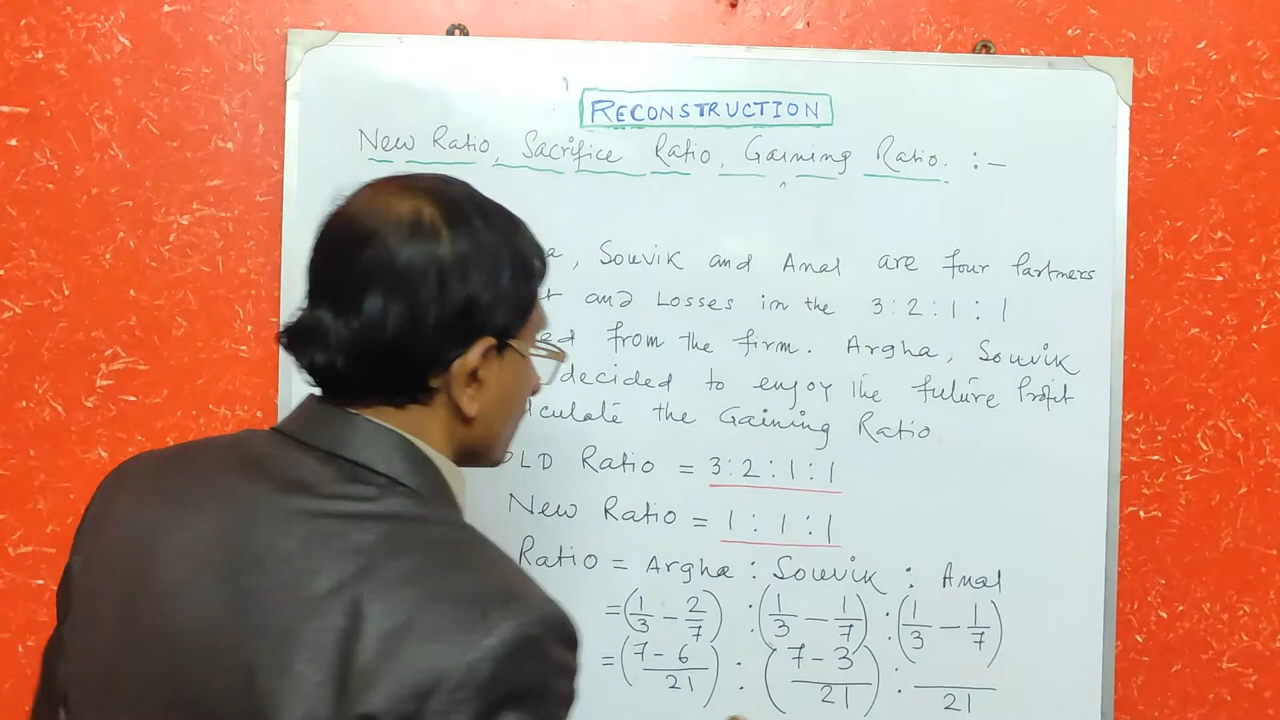 RECONSTRUCTION
New Ratio, Sacrifice Ratio, Gaining Ratio. :-
, Souvik and Anal are four Partners
and Losses in the 3:2:1:1
from the firm. Argha, Souvik
decided to enjoy the future Profit
the Gaining Ratio
OLD Ratio = 3:2:1:1
New Ratio = 1:1:1
Ratio = Argha : Souvik : Anal
=(1/3 - 2/7) : (1/3 - 1/7) : (1/3 - 1/7)
=(7-6/21) : (7-3/21) : /21